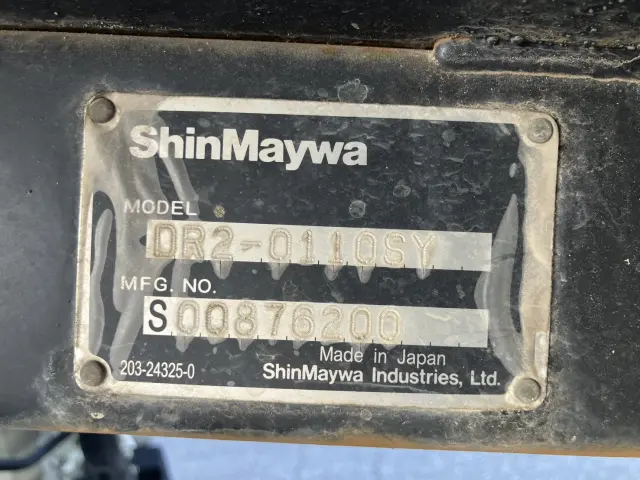 ShinMaywa
MODEL
DR2-0110SY
MFG. NO.
S00876200
Made in Japan
203-24325-0
ShinMaywa Industries, Ltd.